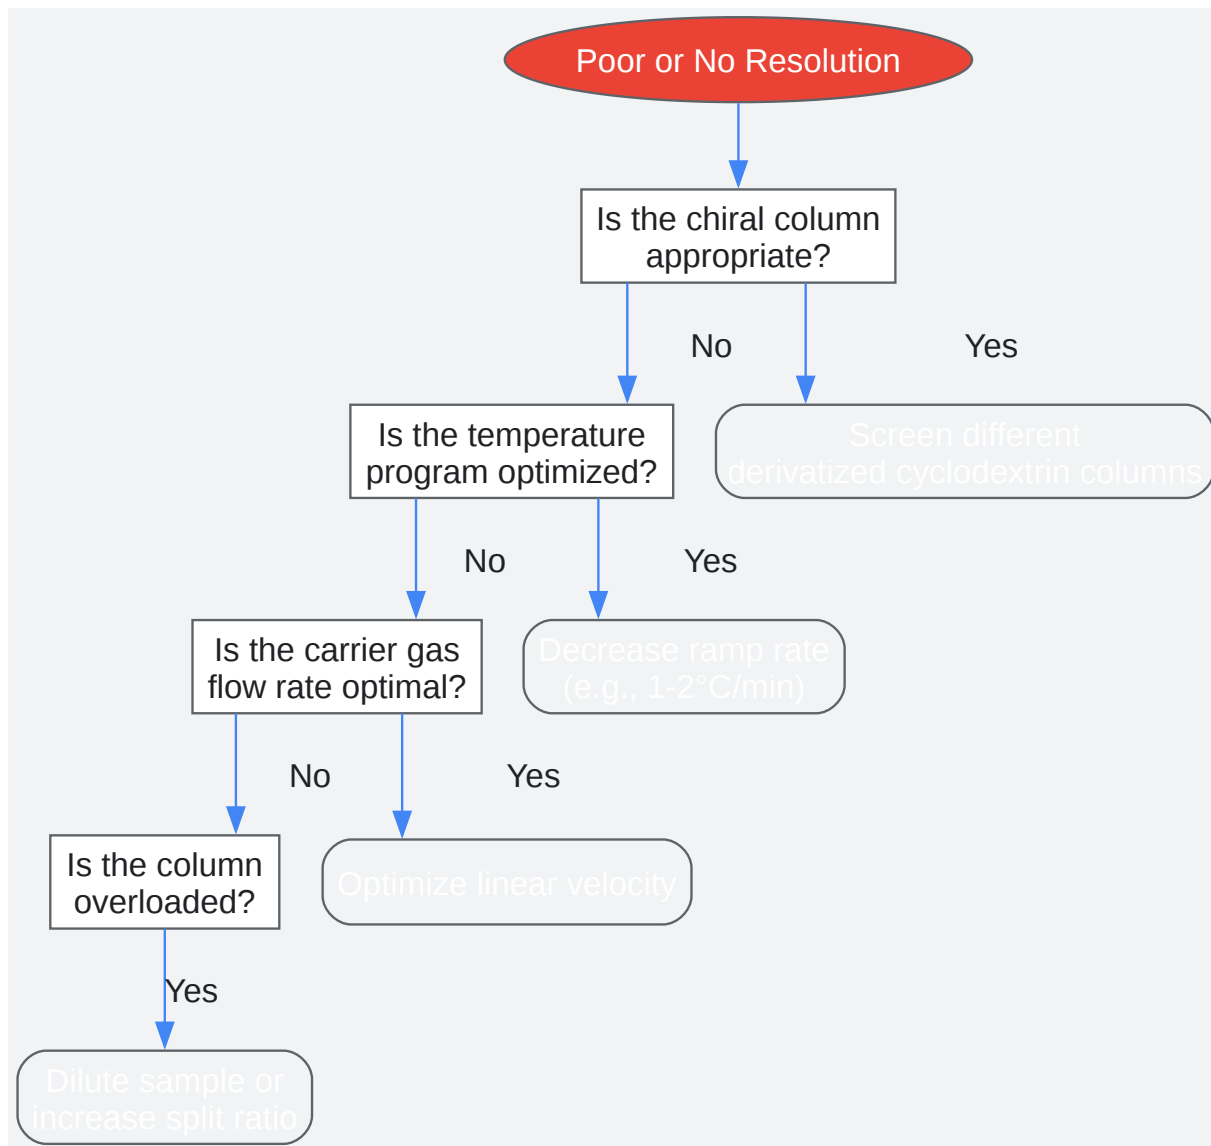 Poor or No Resolution
Is the chiral column
appropriate?
No
Yes
Is the temperature
program optimized?
Screen different
derivatized cyclodextrin columns
No
Yes
Is the carrier gas
flow rate optimal?
Decrease ramp rate
(e.g., 1-2°C/min)
No
Yes
Is the column
overloaded?
Optimize linear velocity
Yes
Dilute sample or
increase split ratio